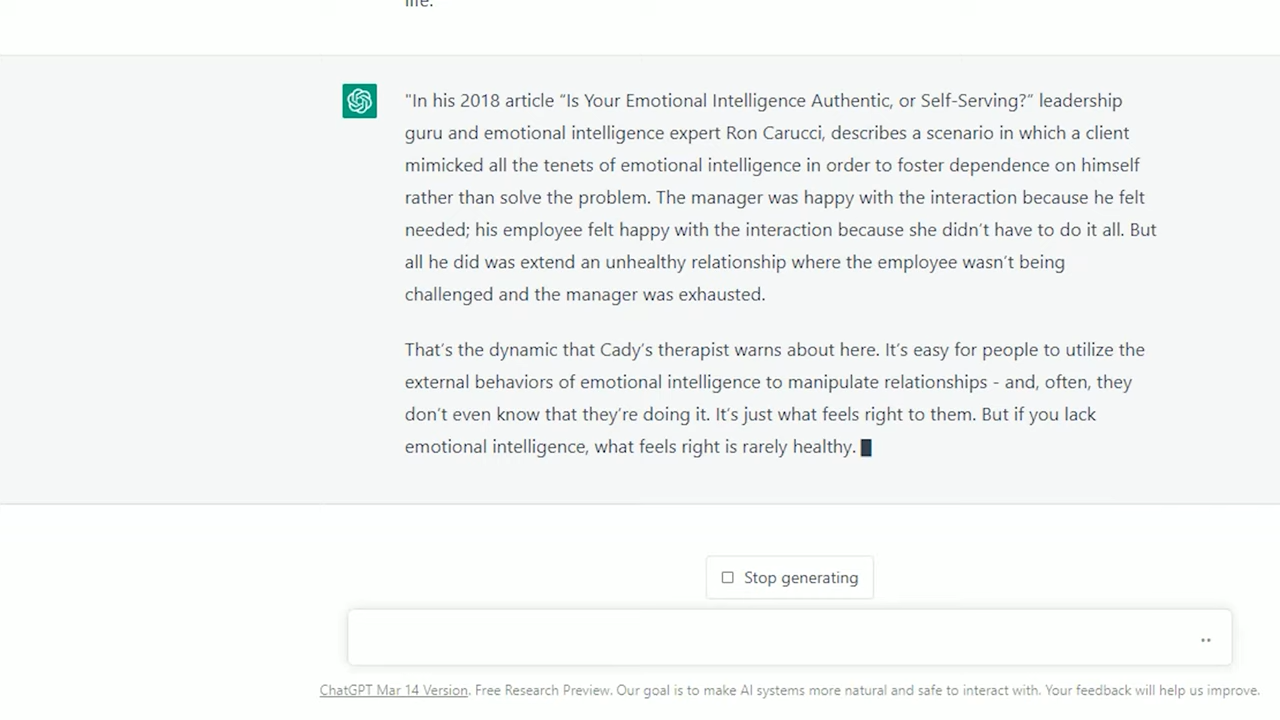 life.
"In his 2018 article “Is Your Emotional Intelligence Authentic, or Self-Serving?” leadership
guru and emotional intelligence expert Ron Carucci, describes a scenario in which a client
mimicked all the tenets of emotional intelligence in order to foster dependence on himself
rather than solve the problem. The manager was happy with the interaction because he felt
needed; his employee felt happy with the interaction because she didn’t have to do it all. But
all he did was extend an unhealthy relationship where the employee wasn’t being
challenged and the manager was exhausted.
That’s the dynamic that Cady’s therapist warns about here. It’s easy for people to utilize the
external behaviors of emotional intelligence to manipulate relationships - and, often, they
don’t even know that they’re doing it. It’s just what feels right to them. But if you lack
emotional intelligence, what feels right is rarely healthy.
Stop generating
ChatGPT Mar 14 Version. Free Research Preview. Our goal is to make AI systems more natural and safe to interact with. Your feedback will help us improve.